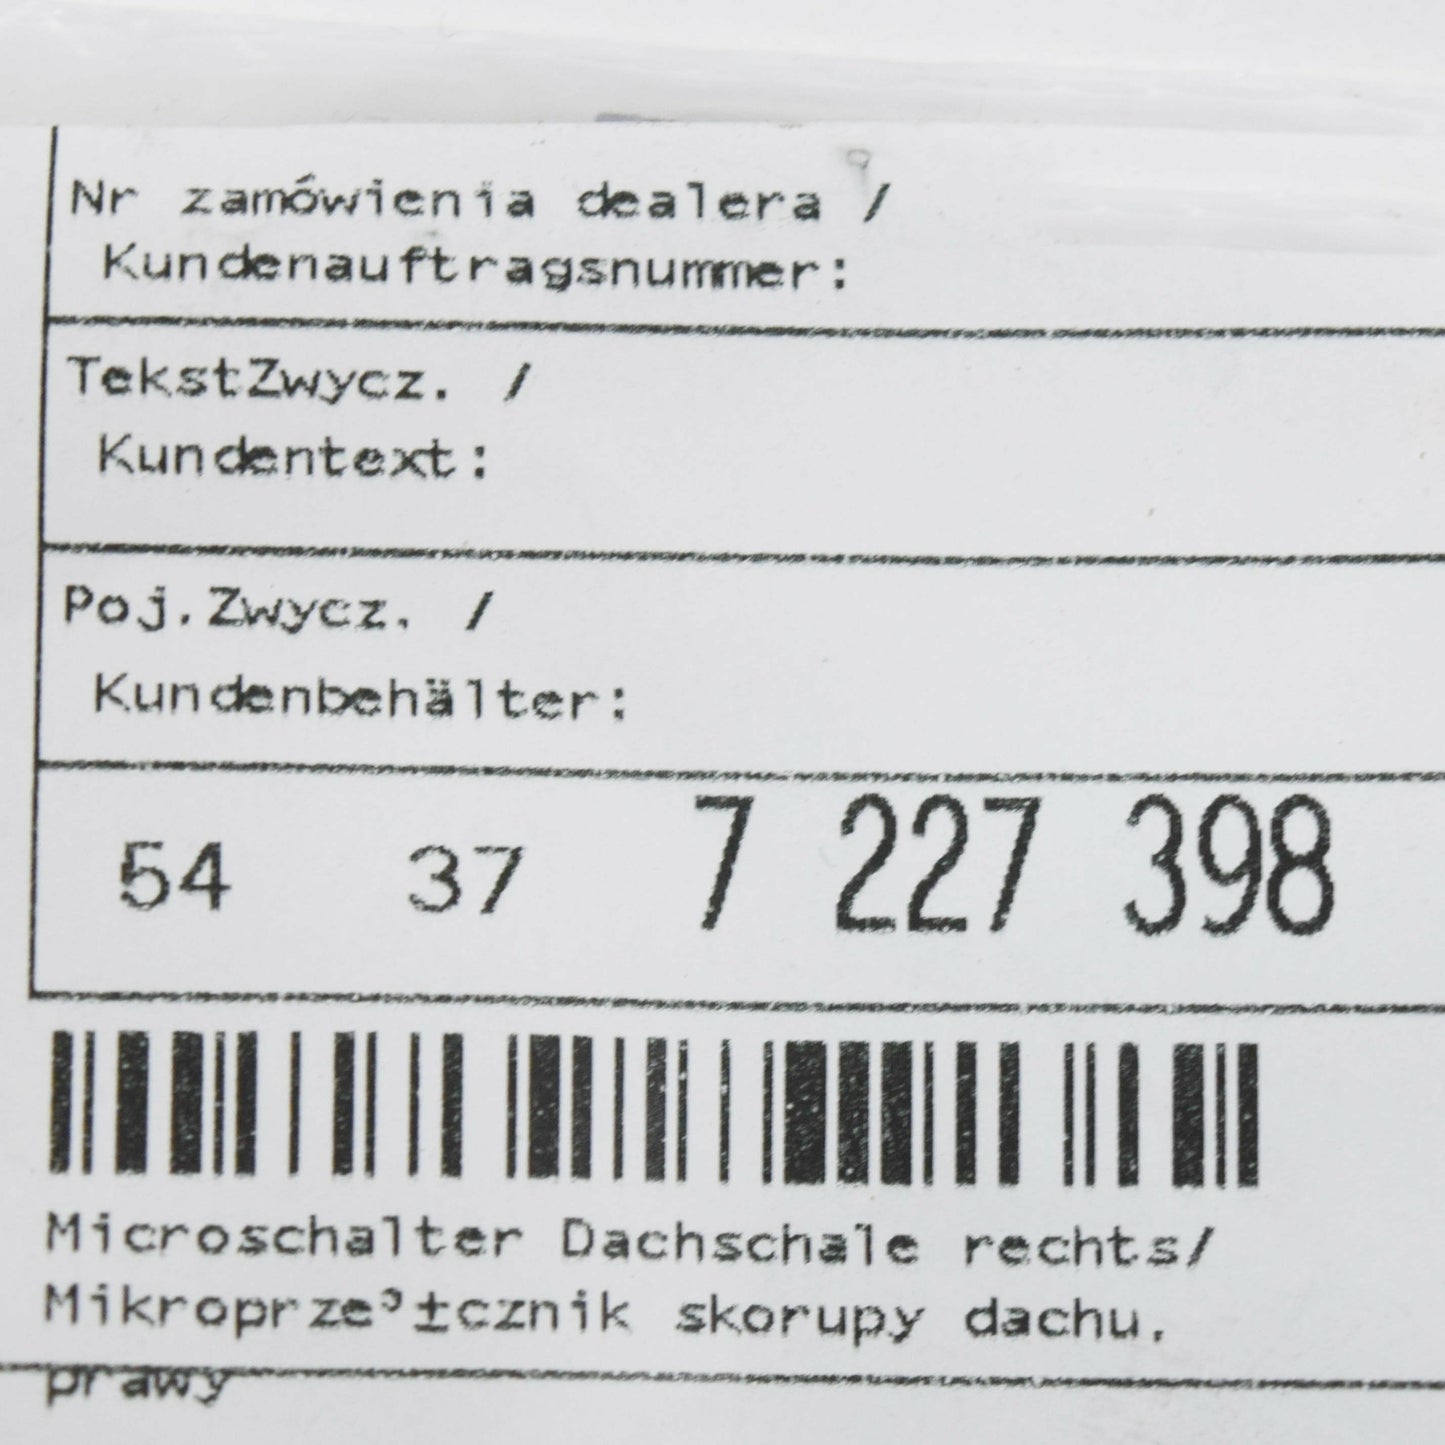 Nr zamówienia dealera /
Kundenauftragsnummer:
TekstZwycz. /
Kundentext:
Poj.Zwycz. /
Kundenbehälter:
54 37 7 227 398
Microschalter Dachschale rechts/
Mikroprze³±cznik skorupy dachu,
prawy